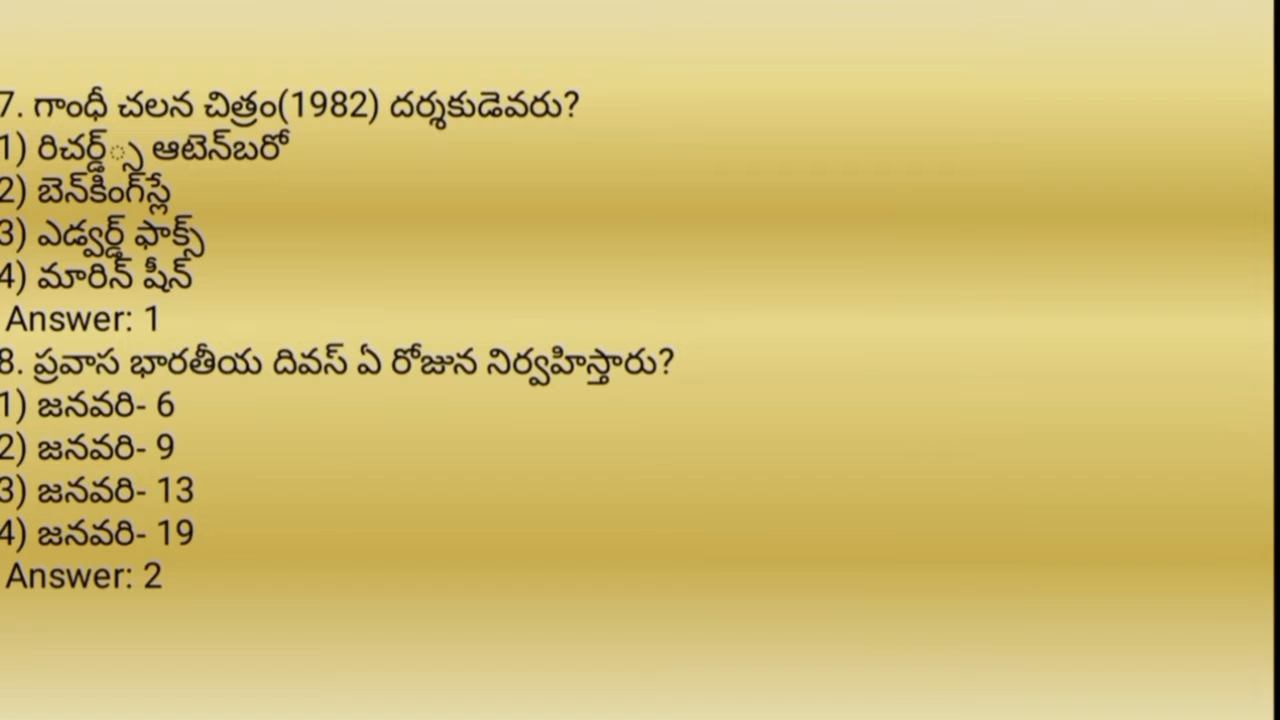 7. గాంధీ చలన చిత్రం(1982) దర్శకుడెవరు?
1) రిచర్డ్ ్స ఆటెన్‌బరో
2) బెన్‌కింగ్‌స్లే
3) ఎడ్వర్డ్ ఫాక్స్
4) మారిన్ షీన్
Answer: 1
8. ప్రవాస భారతీయ దివస్ ఏ రోజున నిర్వహిస్తారు?
1) జనవరి- 6
2) జనవరి- 9
3) జనవరి- 13
4) జనవరి- 19
Answer: 2